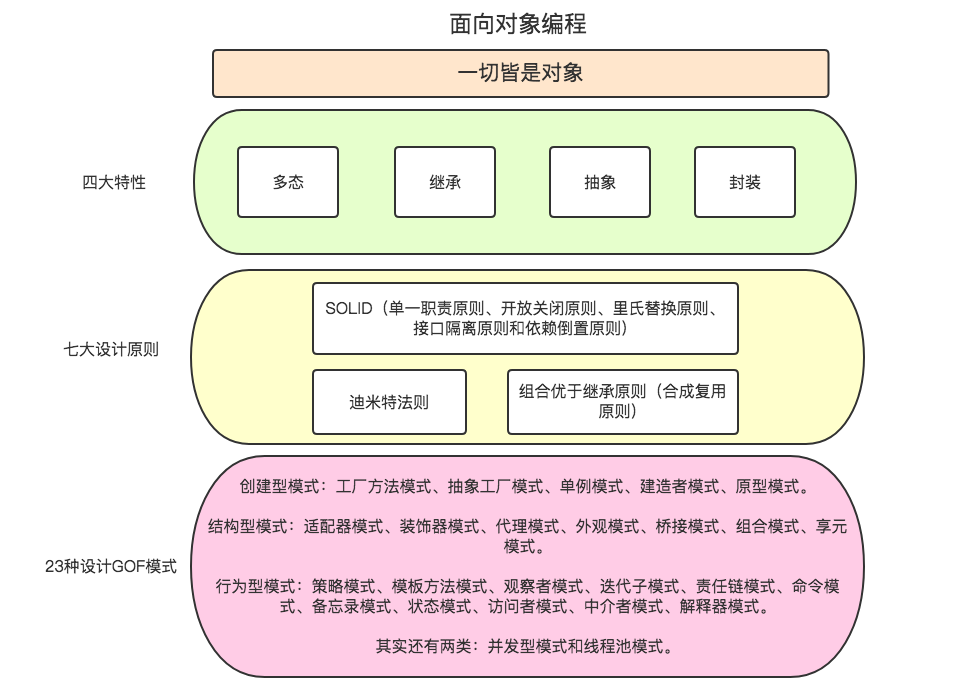 面向对象编程
一切皆是对象
四大特性
多态
继承
抽象
封装
七大设计原则
SOLID（单一职责原则、开放关闭原则、里氏替换原则、
接口隔离原则和依赖倒置原则）
迪米特法则
组合优于继承原则（合成复用
原则）
23种设计GOF模式
创建型模式：工厂方法模式、抽象工厂模式、单例模式、建造者模式、原型模式。
结构型模式：适配器模式、装饰器模式、代理模式、外观模式、桥接模式、组合模式、享元
模式。
行为型模式：策略模式、模板方法模式、观察者模式、迭代子模式、责任链模式、命令模
式、备忘录模式、状态模式、访问者模式、中介者模式、解释器模式。
其实还有两类：并发型模式和线程池模式。